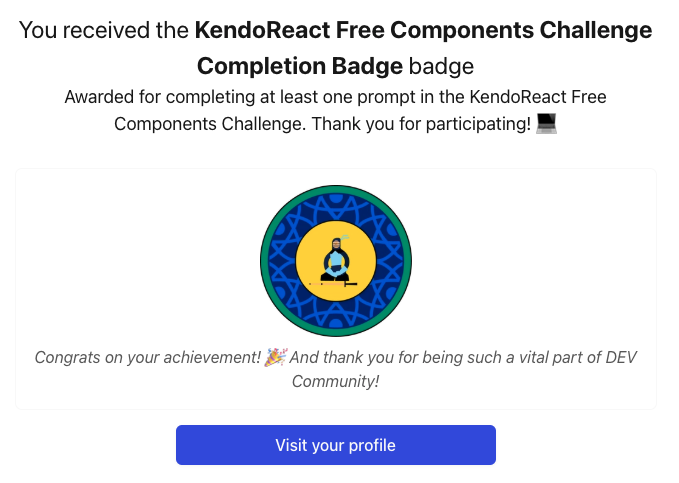 You received the KendoReact Free Components Challenge
Completion Badge badge
Awarded for completing at least one prompt in the KendoReact Free
Components Challenge. Thank you for participating! 💻
Congrats on your achievement! 🎉 And thank you for being such a vital part of DEV
Community!
Visit your profile